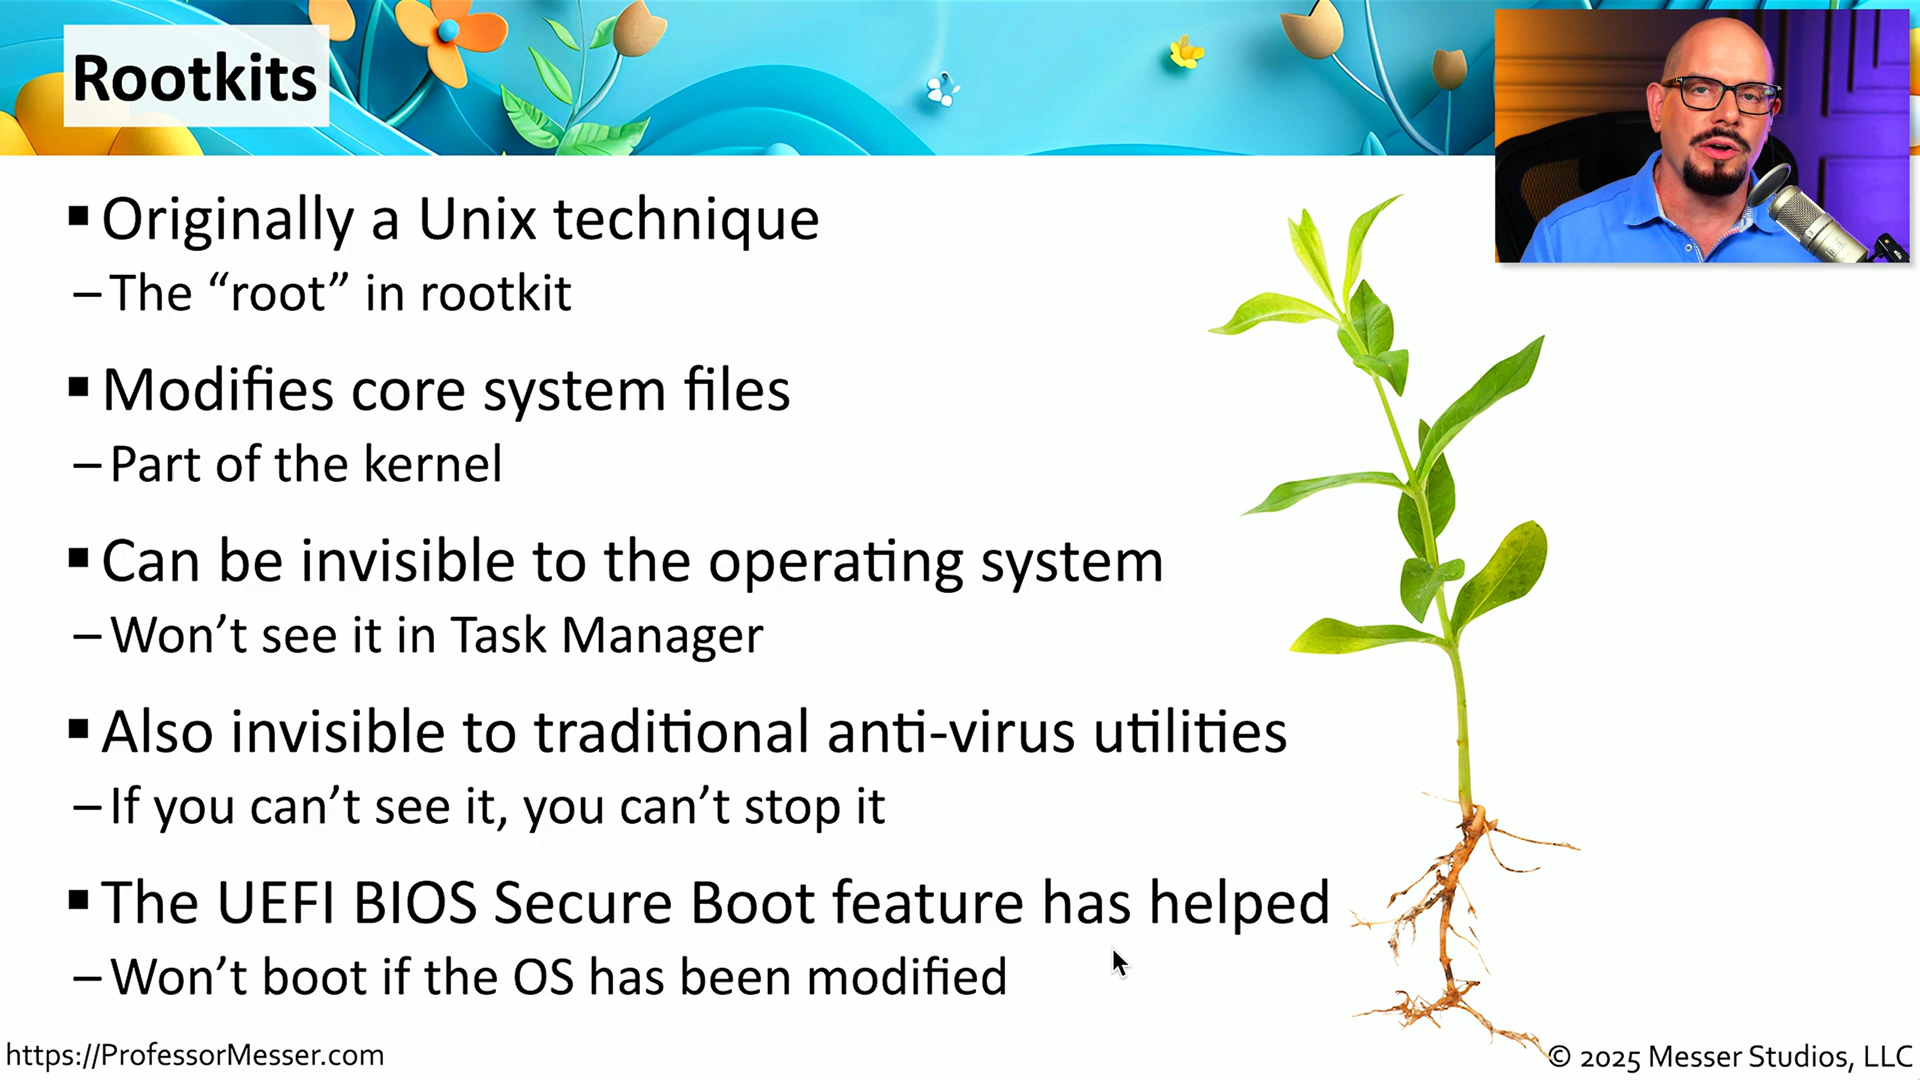 Rootkits
▪ Originally a Unix technique
– The “root” in rootkit
▪ Modifies core system files
– Part of the kernel
▪ Can be invisible to the operating system
– Won’t see it in Task Manager
▪ Also invisible to traditional anti-virus utilities
– If you can’t see it, you can’t stop it
▪ The UEFI BIOS Secure Boot feature has helped
– Won’t boot if the OS has been modified
https://ProfessorMesser.com
© 2025 Messer Studios, LLC